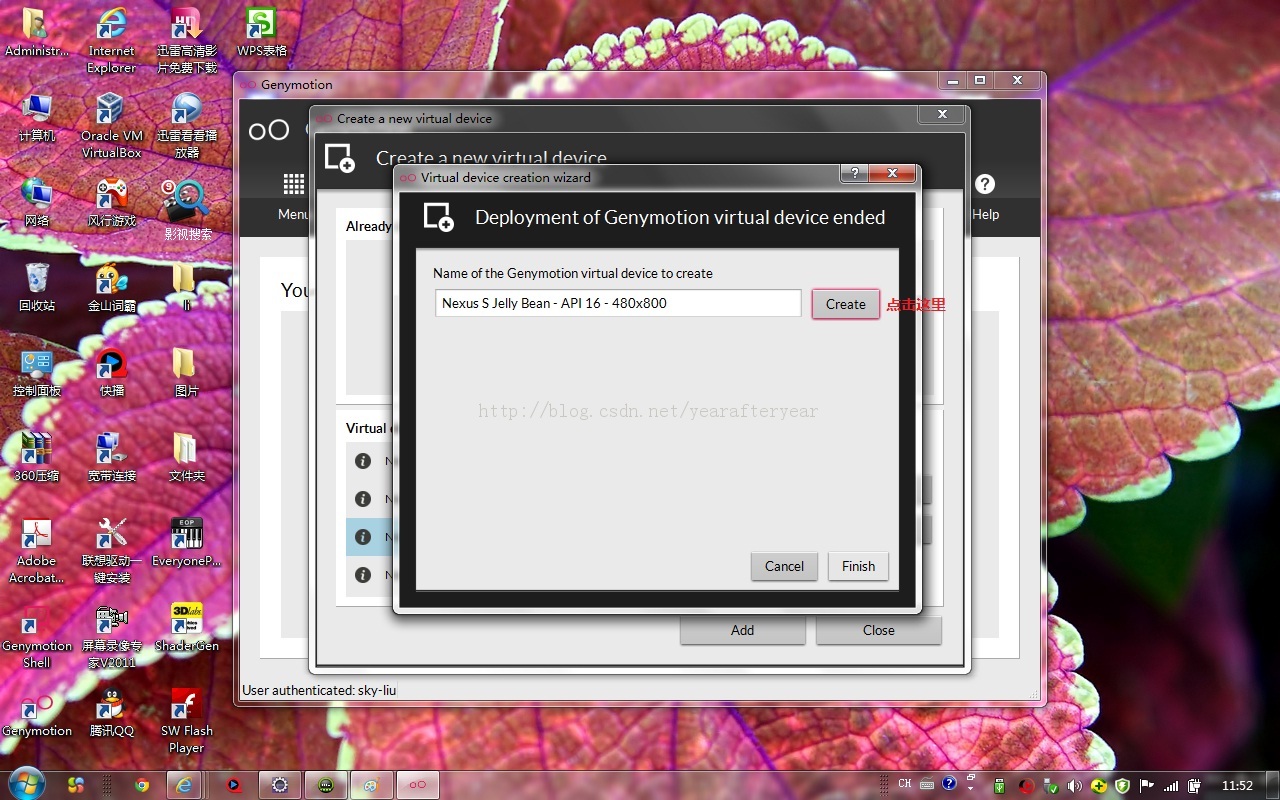 Administr...
Internet
Explorer
迅雷高清影
片免费下载
WPS表格
计算机
Oracle VM
VirtualBox
迅雷看看播
放器
网络
风行游戏
影视搜索
回收站
金山词霸
li
控制面板
快播
图片
360压缩
宽带连接
文件夹
Adobe
Acrobat...
联想驱动一
键安装
EveryoneP...
Genymotion
Shell
屏幕录像专
家V2011
ShaderGen
Genymotion
腾讯QQ
SW Flash
Player
Genymotion
Menu
Help
You
User authenticated: sky-liu
Create a new virtual device
Create a new virtual device
Already
Virtual
Add
Close
Virtual device creation wizard
?
Deployment of Genymotion virtual device ended
Name of the Genymotion virtual device to create
Nexus S Jelly Bean - API 16 - 480x800
Create
点击这里
http://blog.csdn.net/yearafteryear
Cancel
Finish
EOP
3Dlabs
CH
11:52